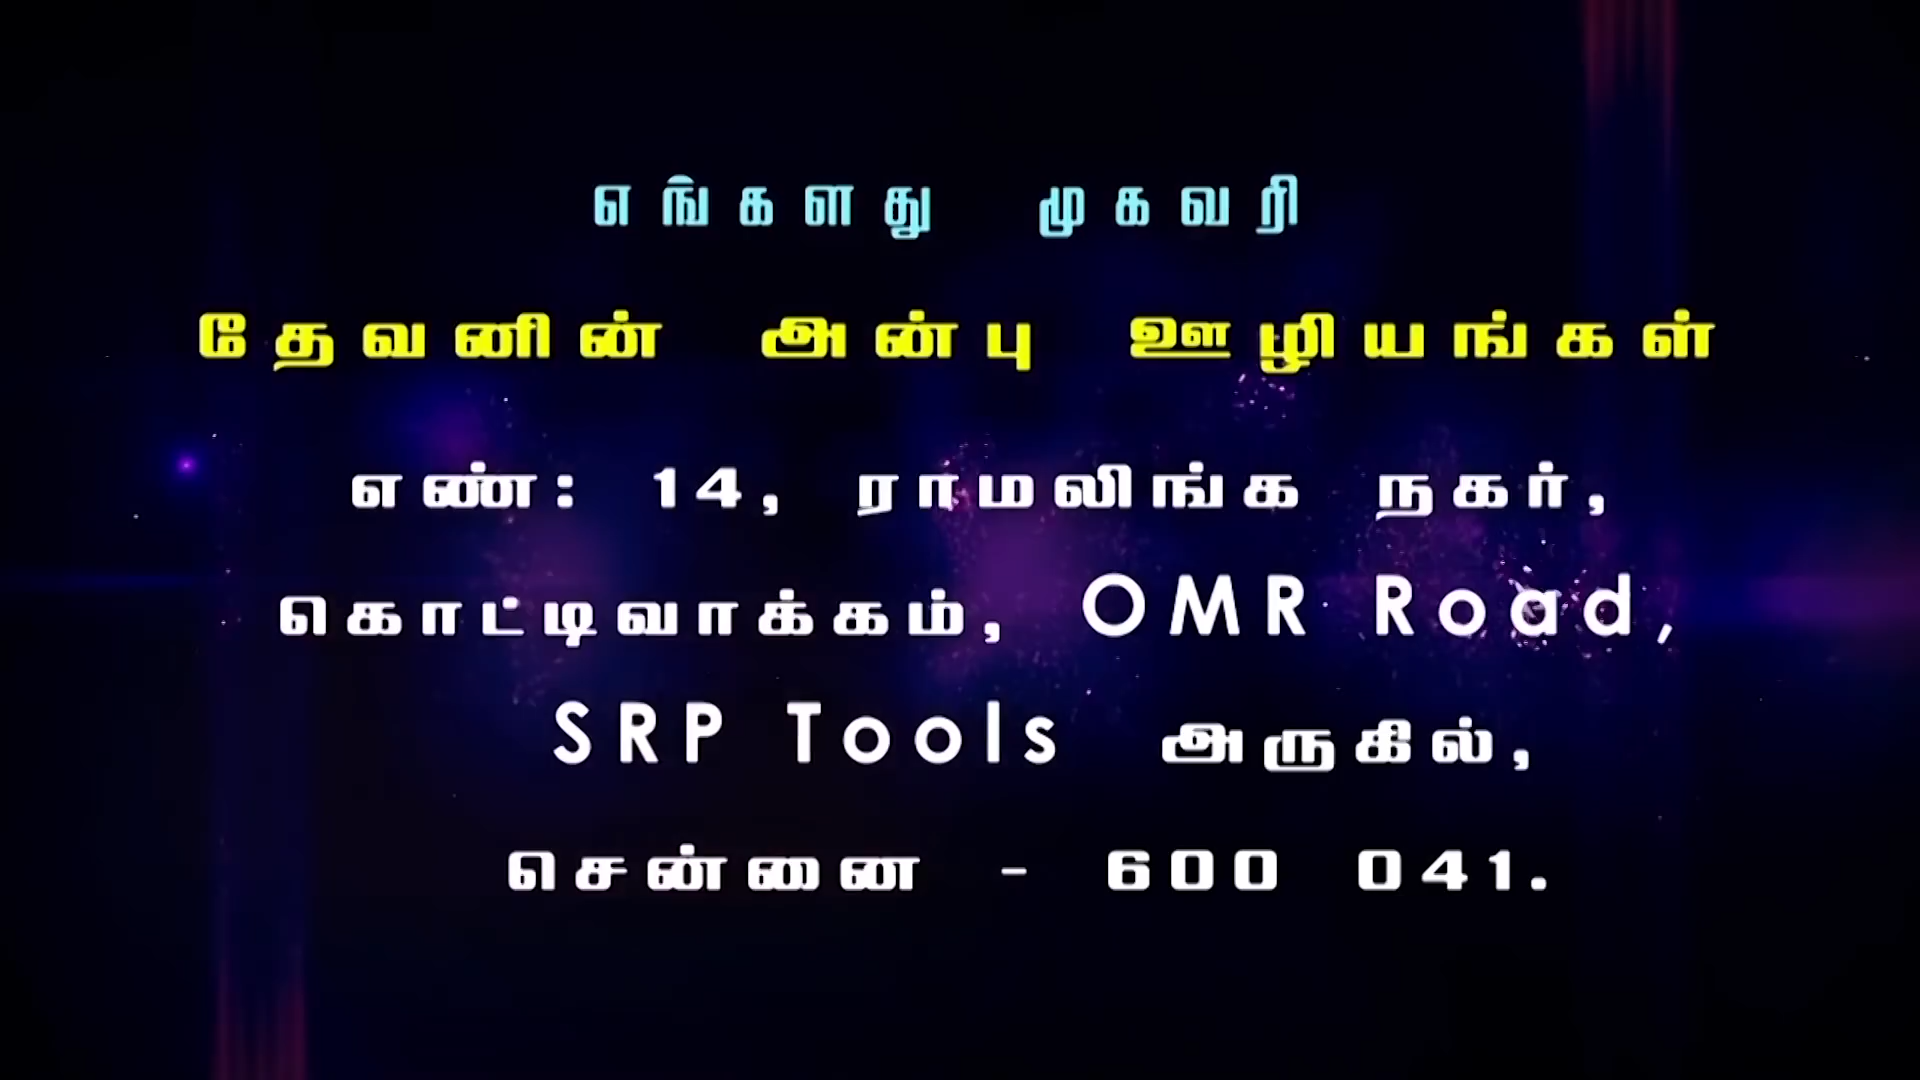 எங்களது முகவரி
தேவனின் அன்பு ஊழியங்கள்
எண்: 14, ராமலிங்க நகர்,
கொட்டிவாக்கம், OMR Road,
SRP Tools அருகில்,
சென்னை - 600 041.